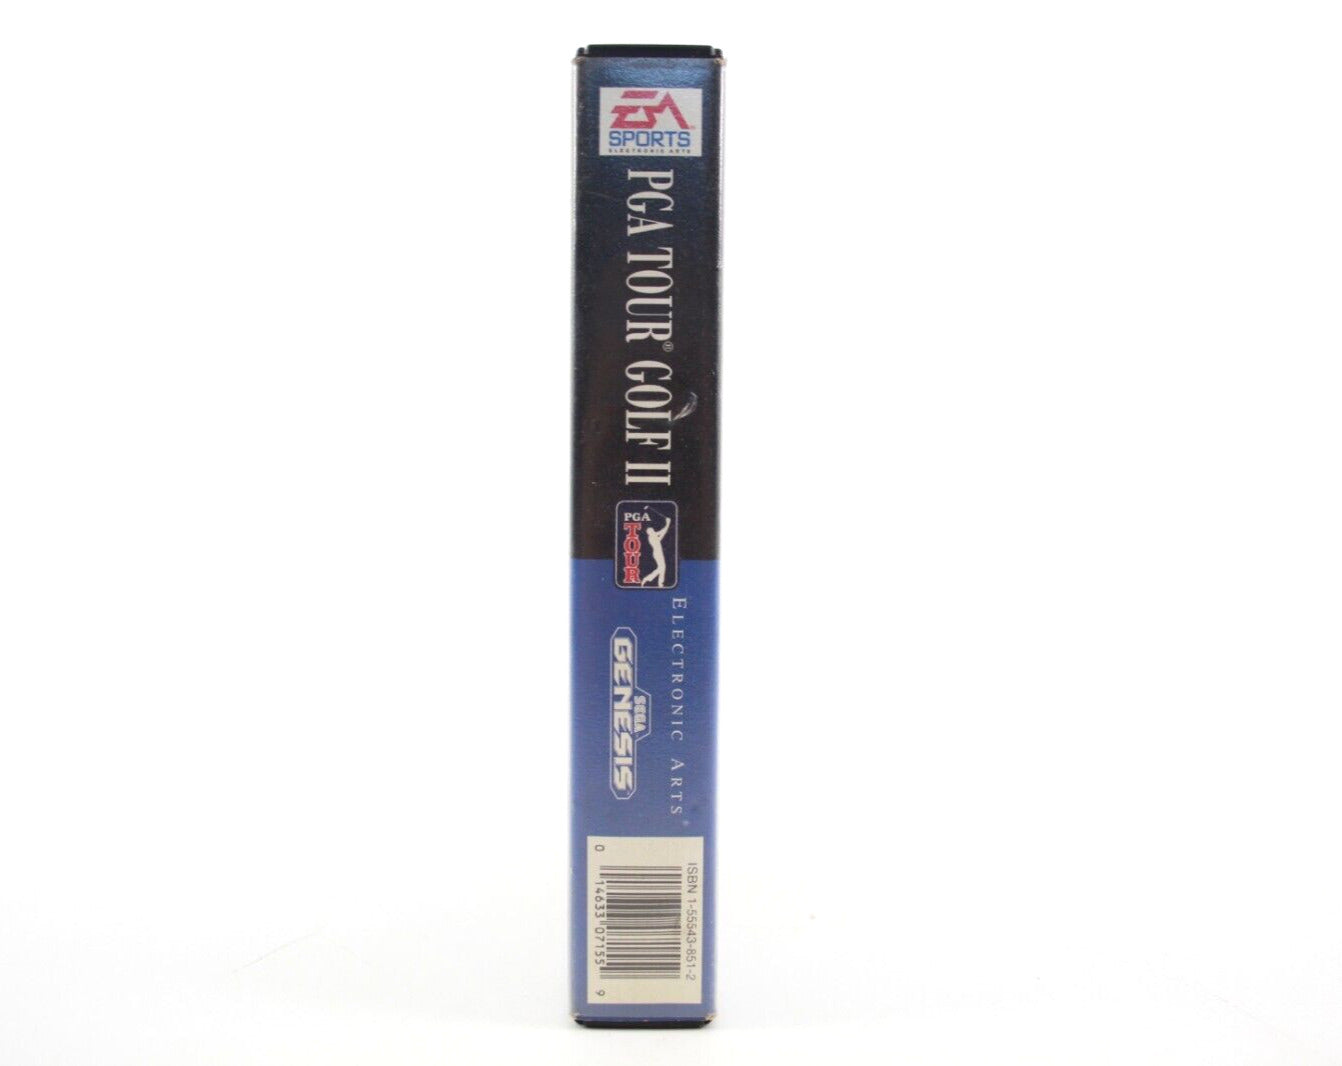 EA
SPORTS
ELECTRONIC ARTS
PGA TOUR® GOLF II
PGA
TOUR
ELECTRONIC ARTS®
SEGA
GENESIS
ISBN 1-55543-851-2
0 14633 07155 9